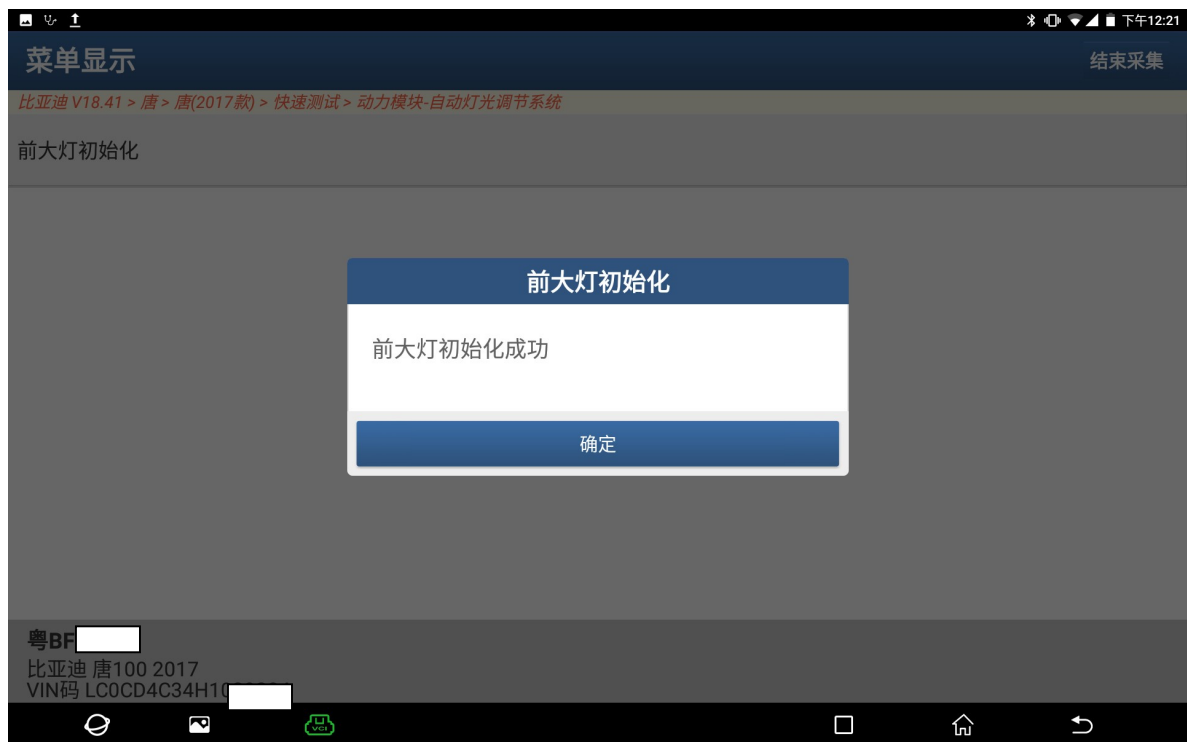 下午12:21
菜单显示
结束采集
比亚迪 V18.41 > 唐 > 唐(2017款) > 快速测试 > 动力模块-自动灯光调节系统
前大灯初始化
前大灯初始化
前大灯初始化成功
确定
粤BF
比亚迪 唐100 2017
VIN码 LC0CD4C34H10
VCI